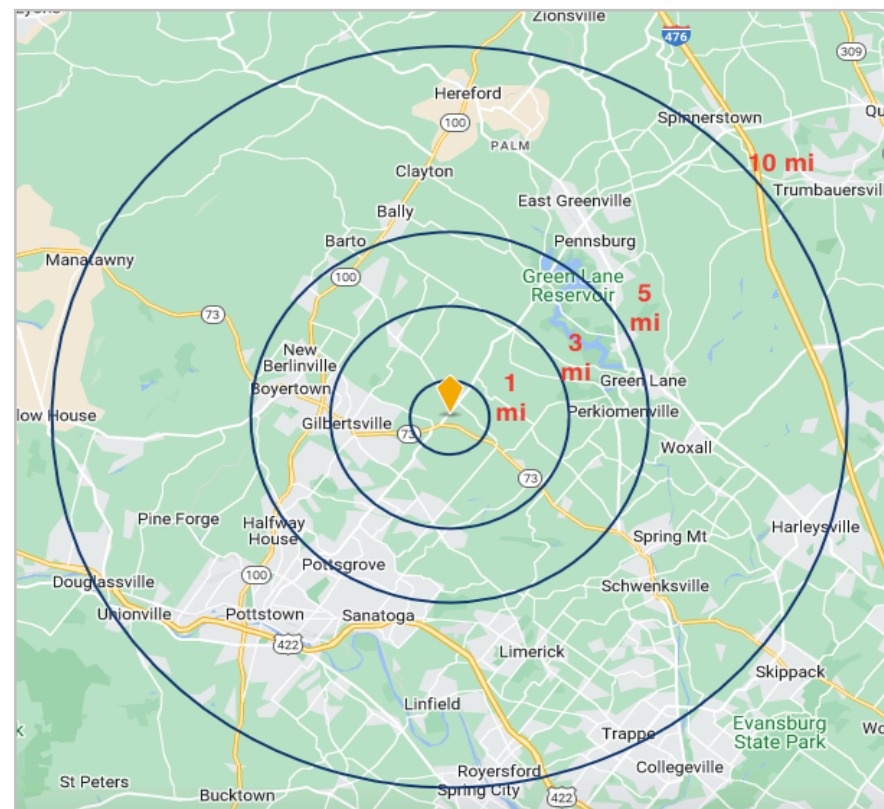 Zionsville
476
309
Hereford
100
Spinnerstown
PALM
10 mi
Clayton
Trumbauersvil
East Greenville
Bally
Barto
Pennsburg
Manatawny
100
Green Lane
Reservoir
5
mi
73
3
mi
New
Berlinville
1
mi
Boyertown
Green Lane
low House
Perkiomenville
Gilbertsville
73
Woxall
73
Pine Forge
Halfway
House
Harleysville
Spring Mt
Pottsgrove
100
Douglassville
Schwenksville
Unionville
Pottstown
Sanatoga
422
Limerick
Skippack
Linfield
Evansburg
State Park
Trappe
Wo
k
Royersford
Collegeville
St Peters
Spring City
Bucktown
422